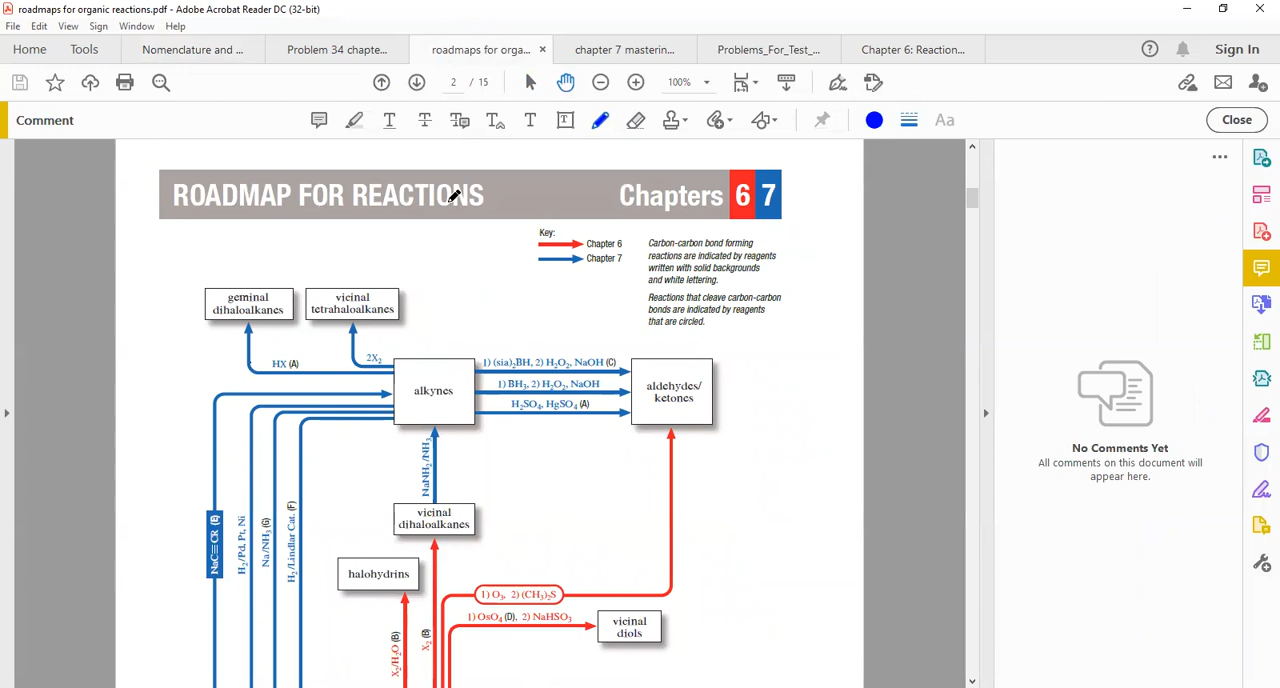 roadmaps for organic reactions.pdf - Adobe Acrobat Reader DC (32-bit)
File Edit View Sign Window Help
Home Tools Nomenclature and ... Problem 34 chapte... roadmaps for orga... × chapter 7 masterin... Problems_For_Test_... Chapter 6: Reaction... Sign In
2 / 15 100%
Comment Aa Close
ROADMAP FOR REACTIONS Chapters 6 7
Key:
Chapter 6
Chapter 7
Carbon-carbon bond forming
reactions are indicated by reagents
written with solid backgrounds
and white lettering.
Reactions that cleave carbon-carbon
bonds are indicated by reagents
that are circled.
geminal
dihaloalkanes
vicinal
tetrahaloalkanes
HX (A)
2X₂
alkynes
1) (sia)₂BH, 2) H₂O₂, NaOH (C)
1) BH₃, 2) H₂O₂, NaOH
H₂SO₄, HgSO₄ (A)
aldehydes/
ketones
NaNH₂/NH₃
vicinal
dihaloalkanes
NaC≡CR (E)
H₂/Pd, Pt, Ni
Na/NH₃ (G)
H₂/Lindlar Cat. (F)
halohydrins
1) O₃, 2) (CH₃)₂S
1) OsO₄ (D), 2) NaHSO₃
vicinal
diols
X₂/H₂O (B)
X₂ (B)
No Comments Yet
All comments on this document will
appear here.